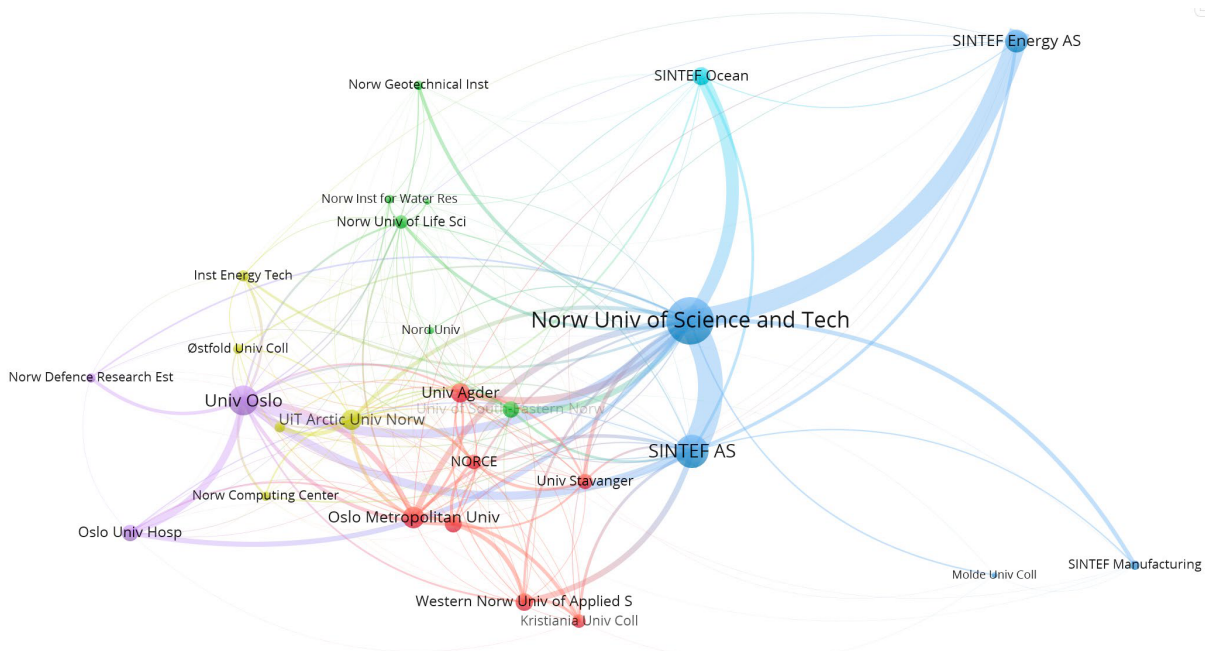 SINTEF Energy AS
SINTEF Ocean
Norw Geotechnical Inst
Norw Inst for Water Res
Norw Univ of Life Sci
Inst Energy Tech
Norw Univ of Science and Tech
Nord Univ
Østfold Univ Coll
Norw Defence Research Est
Univ Agder
Univ Oslo
Univ of South-Eastern Norw
UiT Arctic Univ Norw
SINTEF AS
NORCE
Univ Stavanger
Norw Computing Center
Oslo Metropolitan Univ
Oslo Univ Hosp
SINTEF Manufacturing
Molde Univ Coll
Western Norw Univ of Applied S
Kristiania Univ Coll